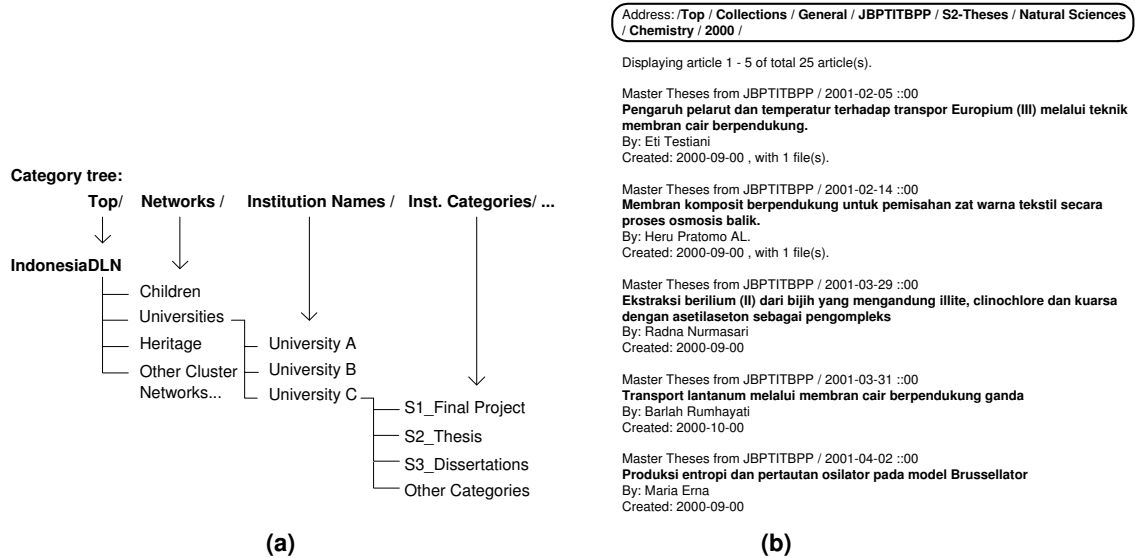 Category tree:
Top/ Networks / Institution Names / Inst. Categories/ ...
IndonesiaDLN
Children
Universities
Heritage
Other Cluster
Networks...
University A
University B
University C
S1_Final Project
S2_Thesis
S3_Dissertations
Other Categories
(a)
Address: /Top / Collections / General / JBPTITBPP / S2-Theses / Natural Sciences
/ Chemistry / 2000 /
Displaying article 1 - 5 of total 25 article(s).
Master Theses from JBPTITBPP / 2001-02-05 ::00
Pengaruh pelarut dan temperatur terhadap transpor Europium (III) melalui teknik
membran cair berpendukung.
By: Eti Testiani
Created: 2000-09-00 , with 1 file(s).
Master Theses from JBPTITBPP / 2001-02-14 ::00
Membran komposit berpendukung untuk pemisahan zat warna tekstil secara
proses osmosis balik.
By: Heru Pratomo AL.
Created: 2000-09-00 , with 1 file(s).
Master Theses from JBPTITBPP / 2001-03-29 ::00
Ekstraksi berilium (II) dari bijih yang mengandung illite, clinochlore dan kuarsa
dengan asetilaseton sebagai pengompleks
By: Radna Nurmasari
Created: 2000-09-00
Master Theses from JBPTITBPP / 2001-03-31 ::00
Transport lantanum melalui membran cair berpendukung ganda
By: Barlah Rumhayati
Created: 2000-10-00
Master Theses from JBPTITBPP / 2001-04-02 ::00
Produksi entropi dan pertautan osilator pada model Brussellator
By: Maria Erna
Created: 2000-09-00
(b)